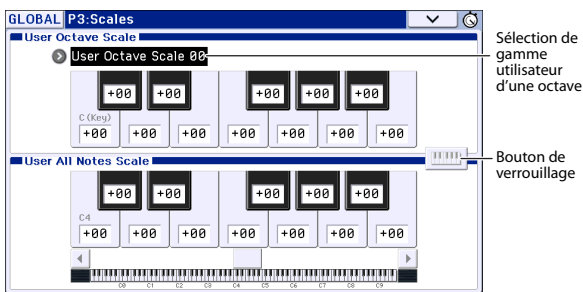 GLOBAL P3:Scales
User Octave Scale
User Octave Scale 00
+00 +00 +00 +00 +00
C (Key)
+00 +00 +00 +00 +00 +00 +00
User All Notes Scale
+00 +00 +00 +00 +00
C4
+00 +00 +00 +00 +00 +00 +00
C0 C1 C2 C3 C4 C5 C6 C7 C8 C9
Sélection de
gamme
utilisateur
d'une octave
Bouton de
verrouillage